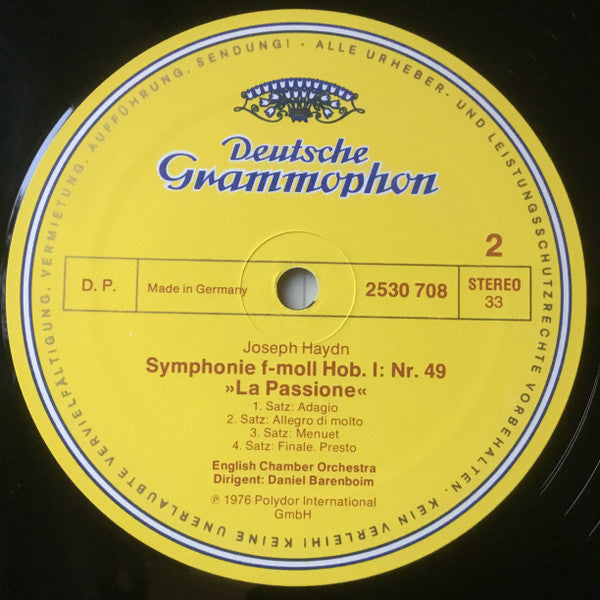 ALLE URHEBER- UND LEISTUNGSSCHUTZRECHTE VORBEHALTEN. KEIN VERLEIH! KEINE UNERLAUBTE VERVIELFÄLTIGUNG, VERMIETUNG, AUFFÜHRUNG, SENDUNG! ·
Deutsche
Grammophon
2
D. P.
Made in Germany
2530 708
STEREO
33
Joseph Haydn
Symphonie f-moll Hob. I: Nr. 49
»La Passione«
1. Satz: Adagio
2. Satz: Allegro di molto
3. Satz: Menuet
4. Satz: Finale. Presto
English Chamber Orchestra
Dirigent: Daniel Barenboim
℗ 1976 Polydor International
GmbH